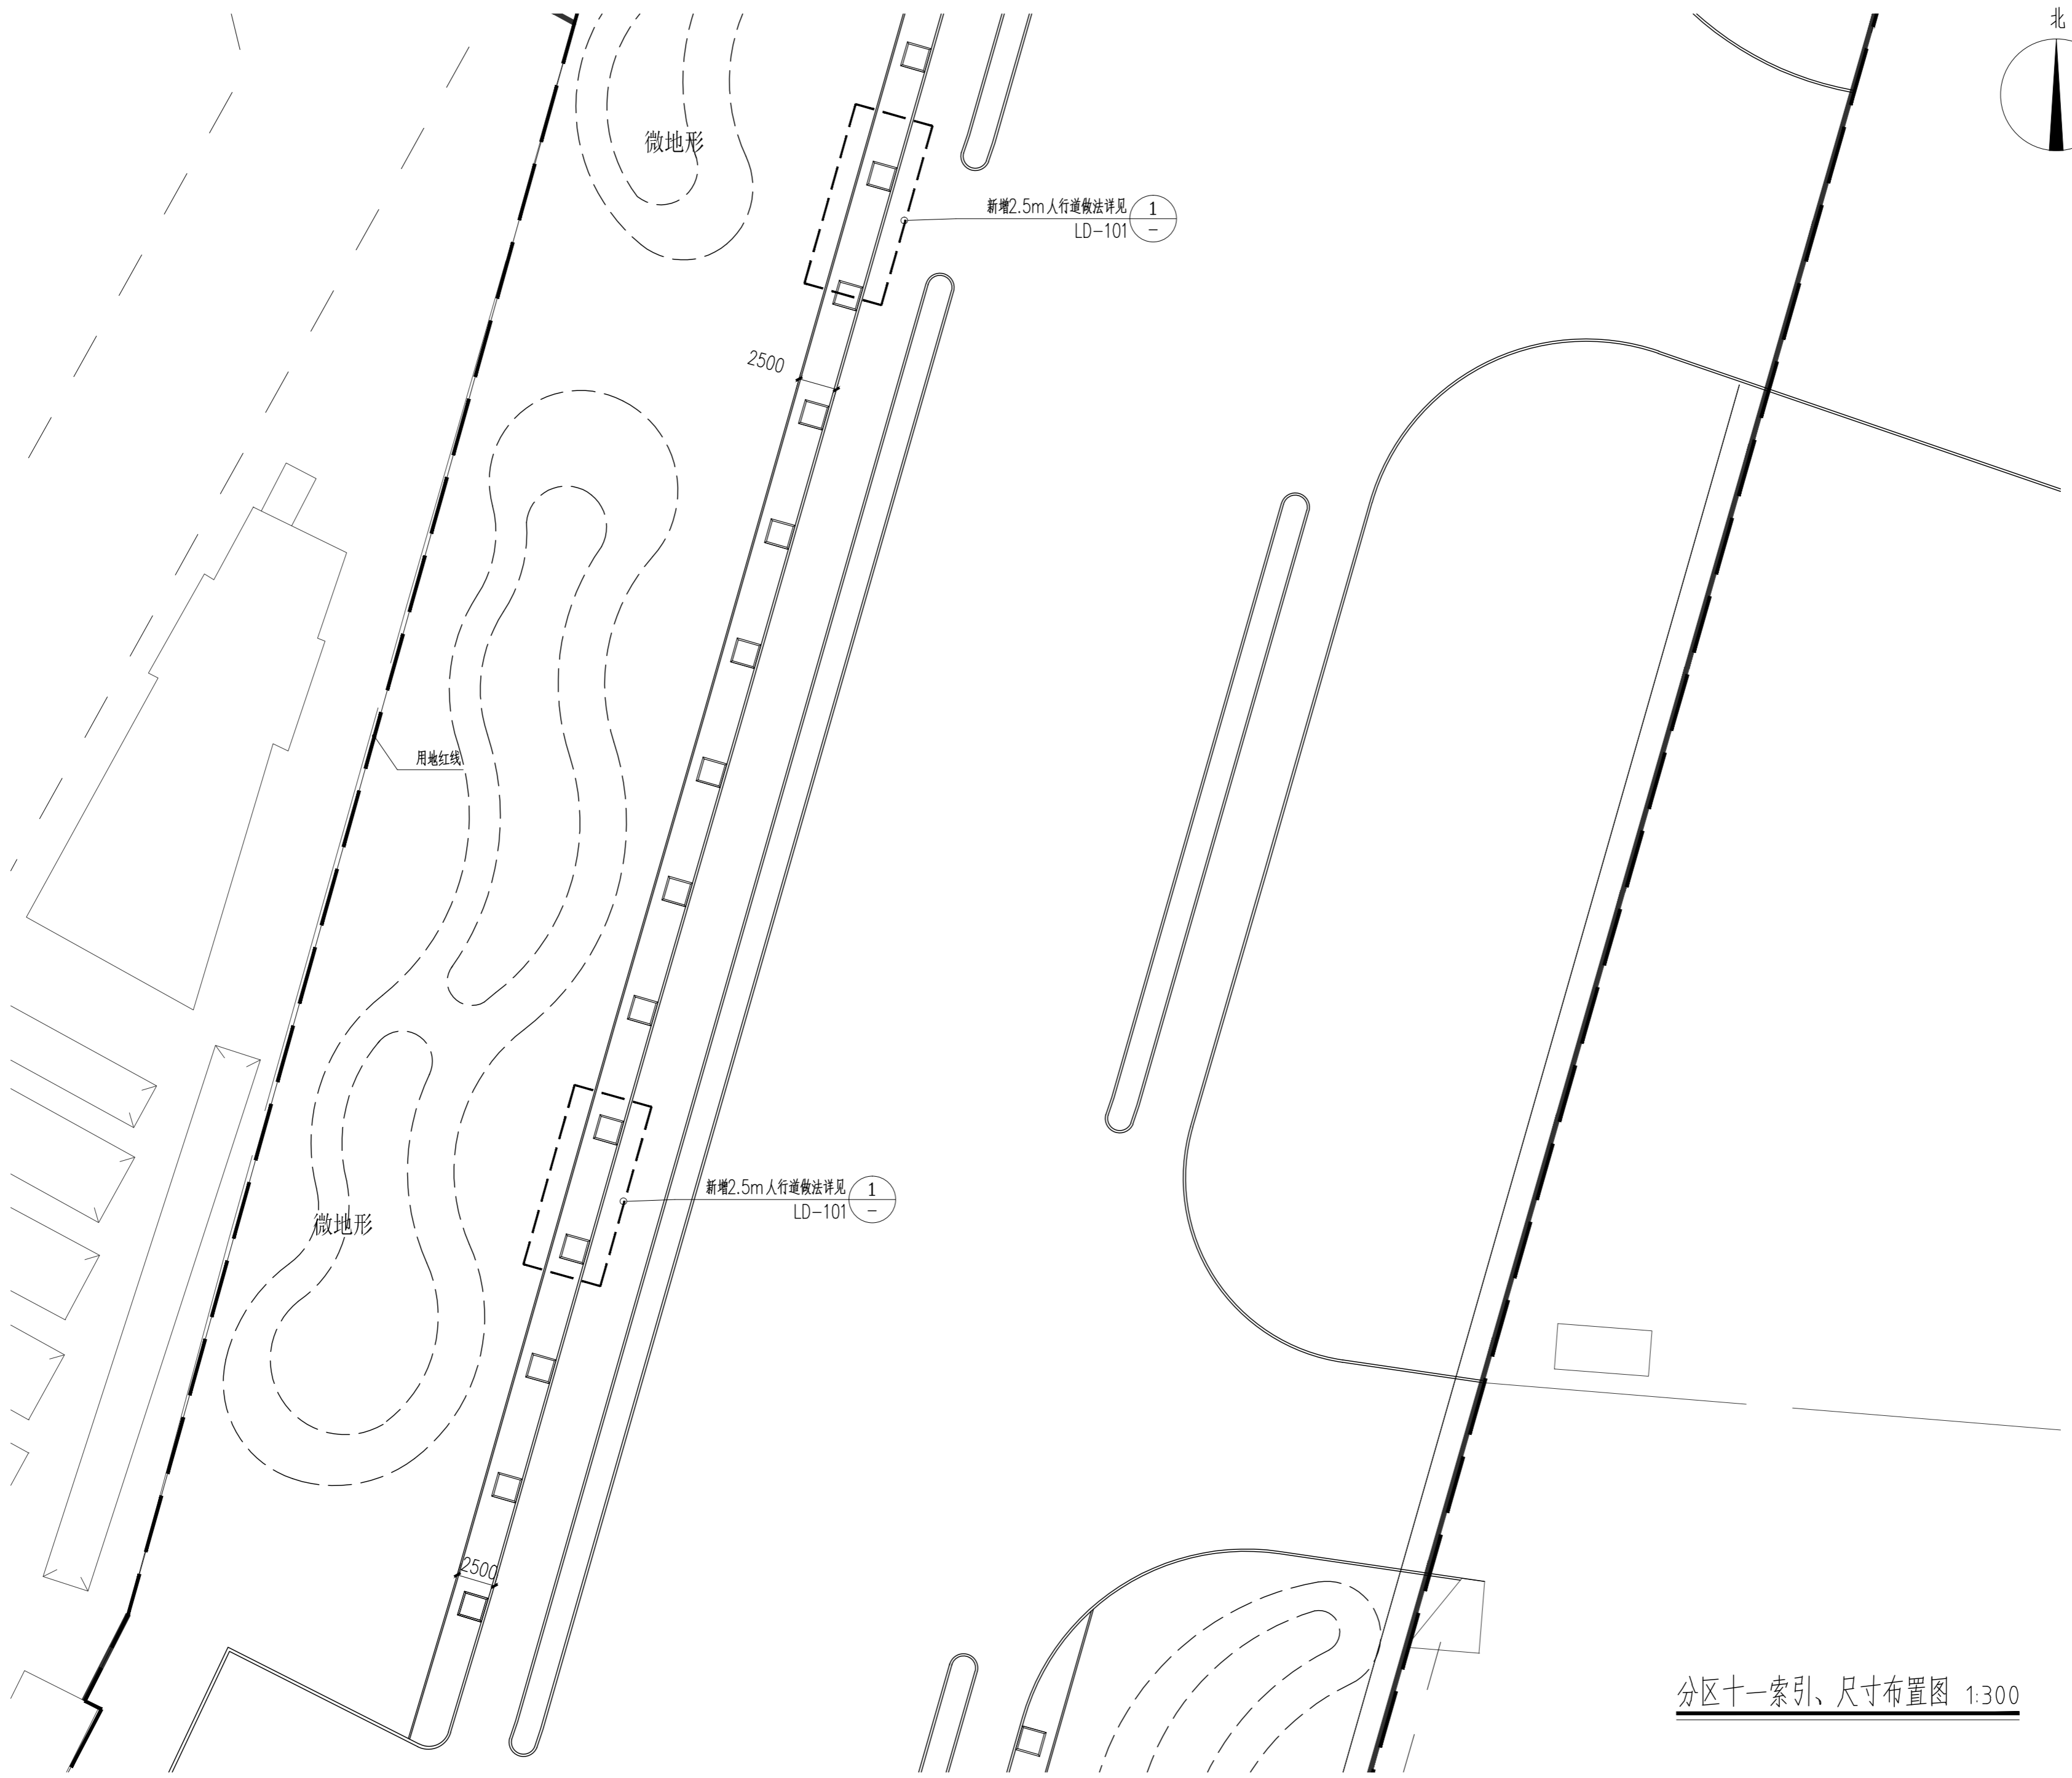 北
微地形
新增2.5m人行道做法详见
1
LD-101
-
2500
用地红线
新增2.5m人行道做法详见
1
LD-101
-
微地形
2500
分区十一索引、尺寸布置图 1:300